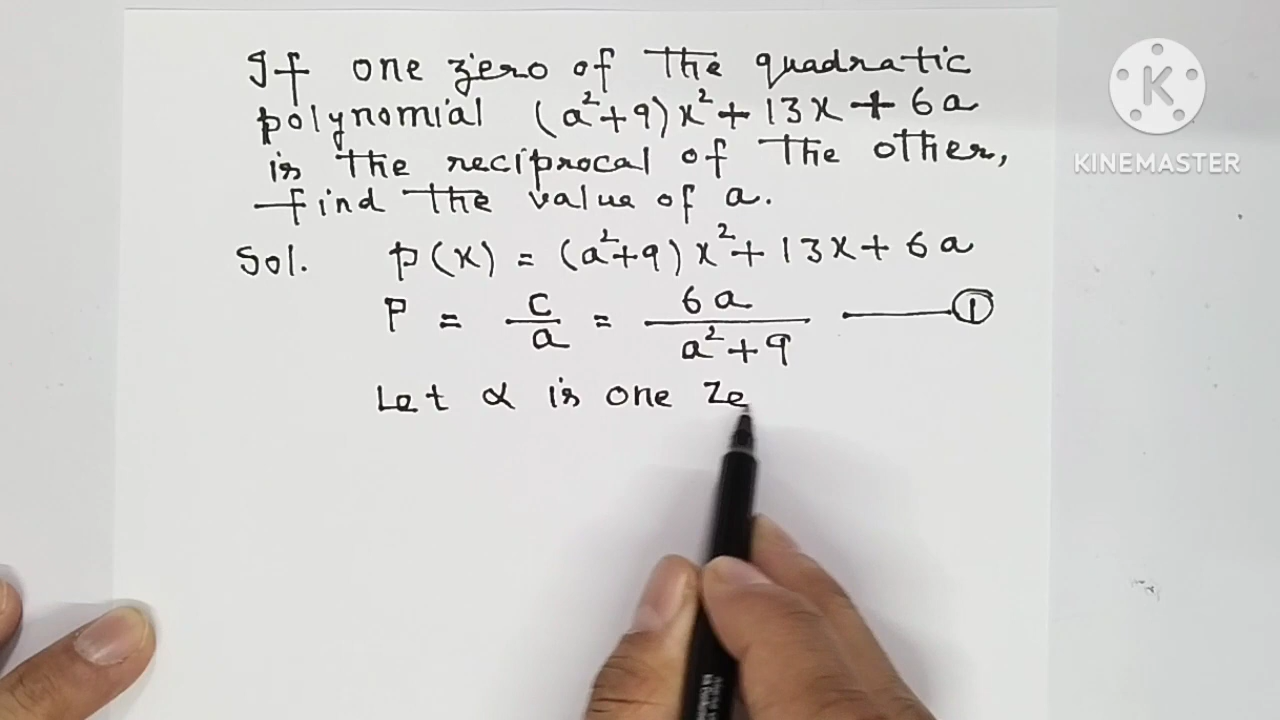 If one zero of the quadratic
polynomial (a²+9)x²+13x+6a
is the reciprocal of the other,
find the value of a.
Sol. p(x) = (a²+9)x²+13x+6a
P = c/a = 6a/(a²+9) ——— ①
Let α is one Ze
K
KINEMASTER